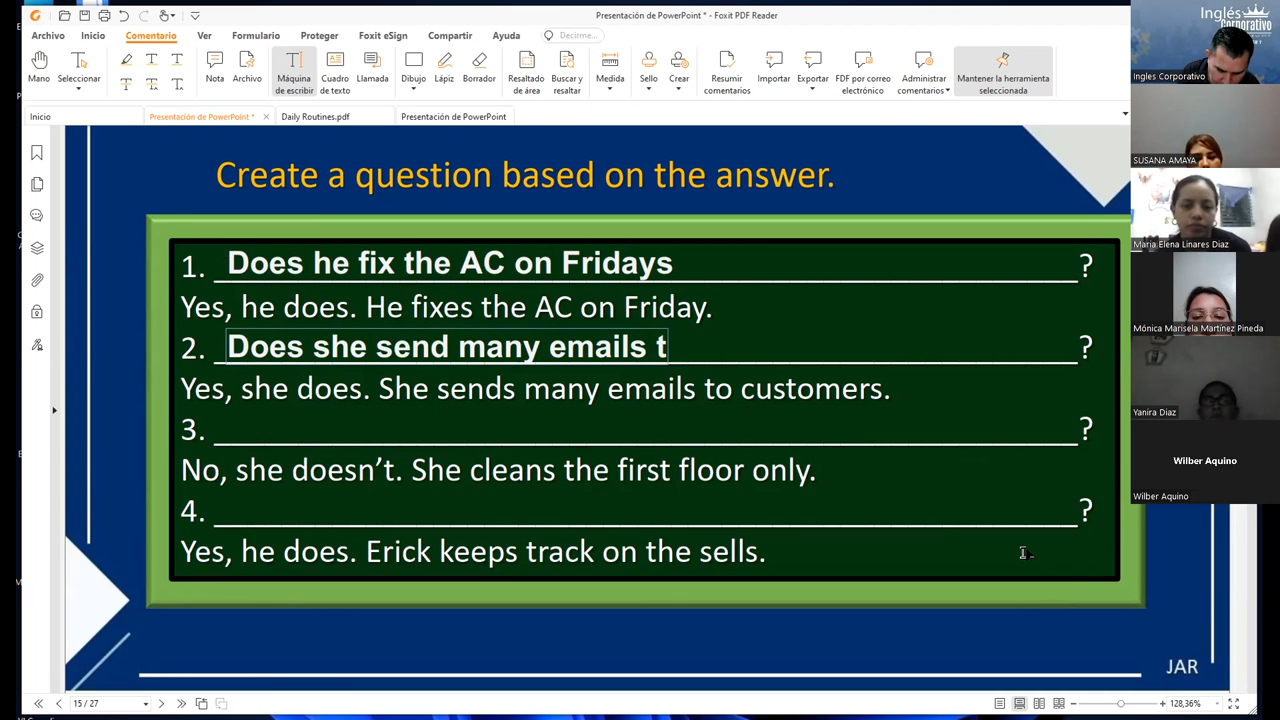 Presentación de PowerPoint * - Foxit PDF Reader
Archivo Inicio Comentario Ver Formulario Proteger Foxit eSign Compartir Ayuda Decirme...
Mano Seleccionar Nota Archivo Máquina de escribir Cuadro de texto Llamada Dibujo Lápiz Borrador Resaltado de área Buscar y resaltar Medida Sello Crear Resumir comentarios Importar Exportar FDF por correo electrónico Administrar comentarios Mantener la herramienta seleccionada
Inicio Presentación de PowerPoint * Daily Routines.pdf Presentación de PowerPoint
Create a question based on the answer.
1. Does he fix the AC on Fridays ?
Yes, he does. He fixes the AC on Friday.
2. Does she send many emails t ?
Yes, she does. She sends many emails to customers.
3. ?
No, she doesn’t. She cleans the first floor only.
4. ?
Yes, he does. Erick keeps track on the sells.
JAR
15 / 27
128,36%
Inglés
Corporativo
Ingles Corporativo
SUSANA AMAYA
Maria Elena Linares Diaz
Mónica Marisela Martínez Pineda
Yanira Diaz
Wilber Aquino
Wilber Aquino